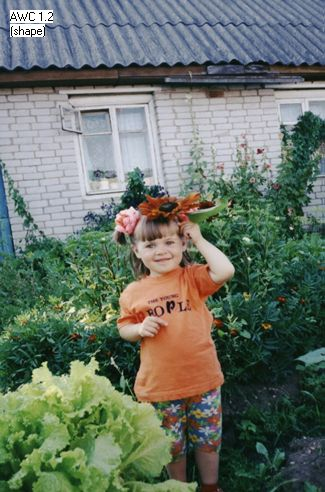 AWC 1.2
(shape)
THE YOUNG
PEOPLE